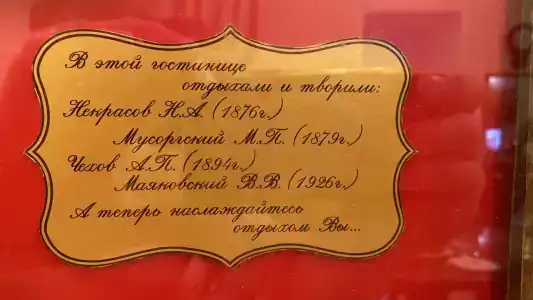 В этой гостинице
отдыхали и творили:
Некрасов Н.А. (1876г.)
Мусоргский М.П. (1879г.)
Чехов А.П. (1894г.)
Маяковский В.В. (1926г.)
А теперь наслаждайтесь
отдыхом Вы...